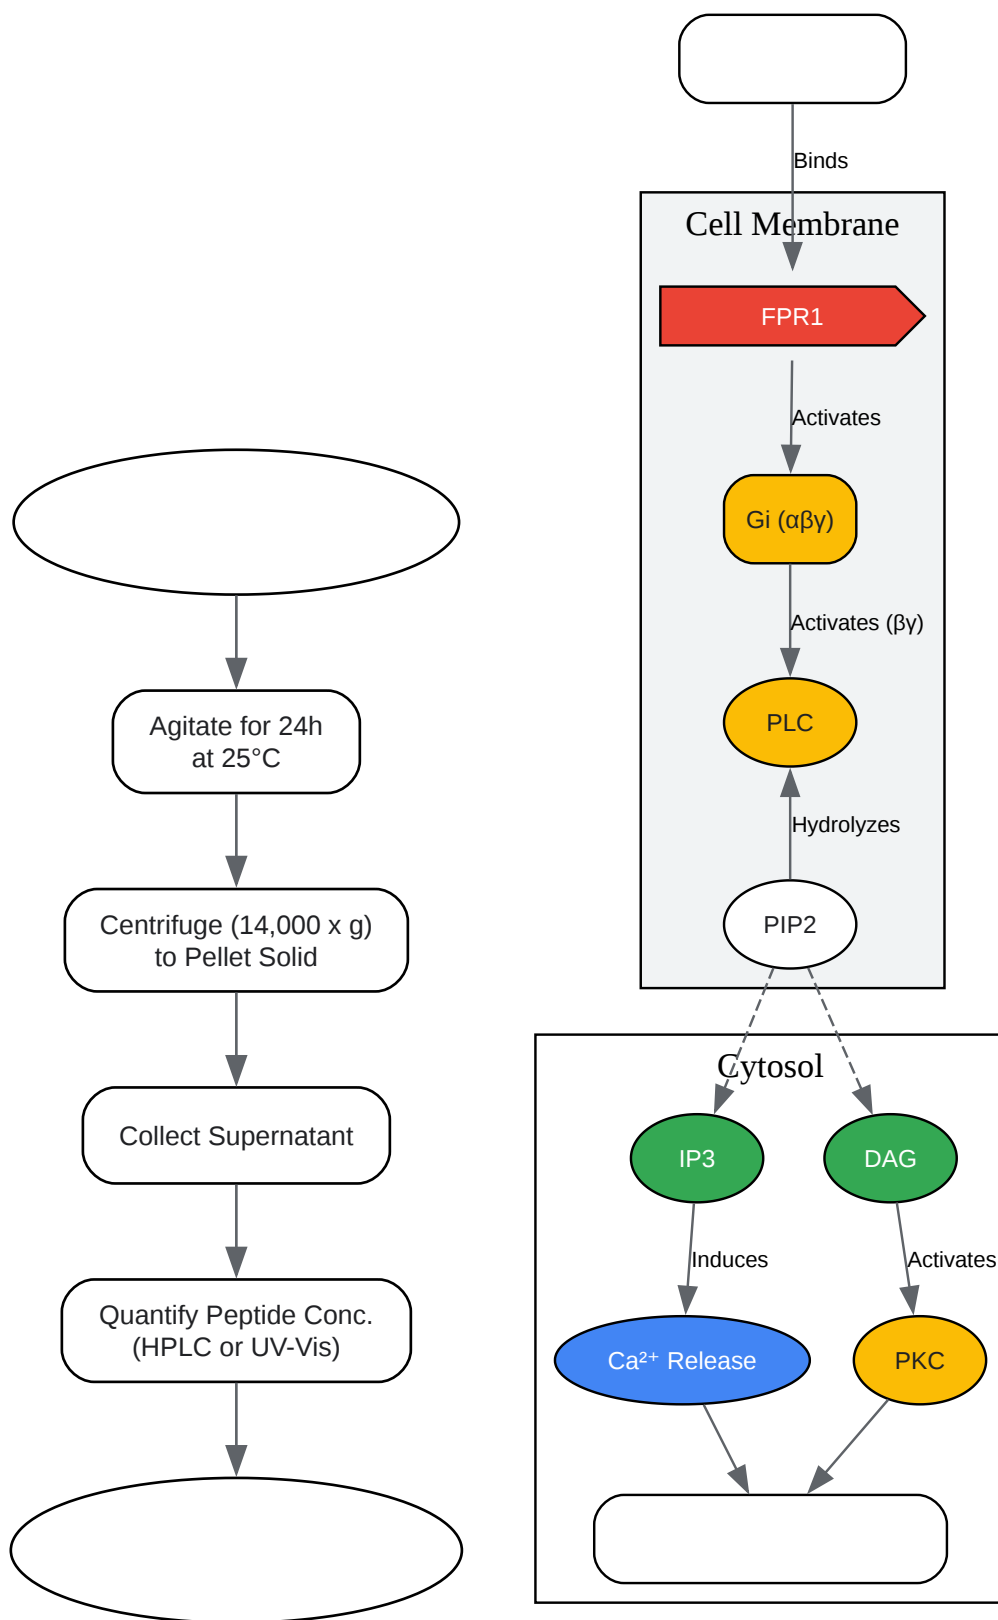 Agitate for 24h
at 25°C
Centrifuge (14,000 x g)
to Pellet Solid
Collect Supernatant
Quantify Peptide Conc.
(HPLC or UV-Vis)
Binds
Cell Membrane
FPR1
Activates
Gi (αβγ)
Activates (βγ)
PLC
Hydrolyzes
PIP2
Cytosol
IP3
DAG
Induces
Activates
Ca²⁺ Release
PKC